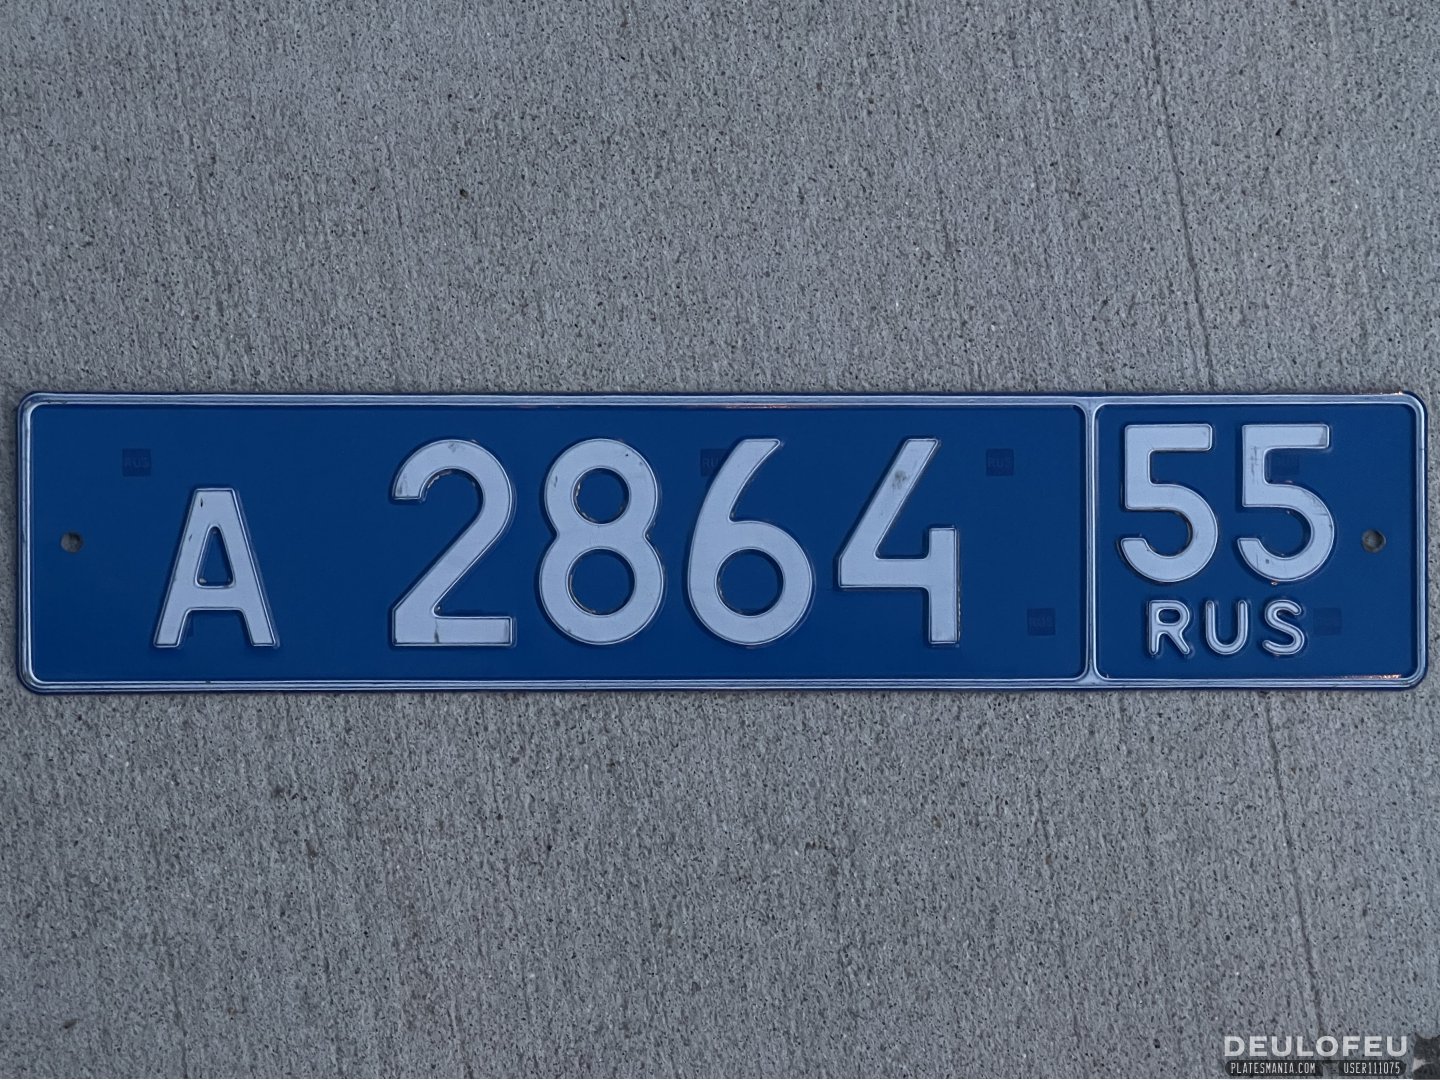 А 2864 55
RUS
DEULOFEU
PLATESMANIA.COM USER111075